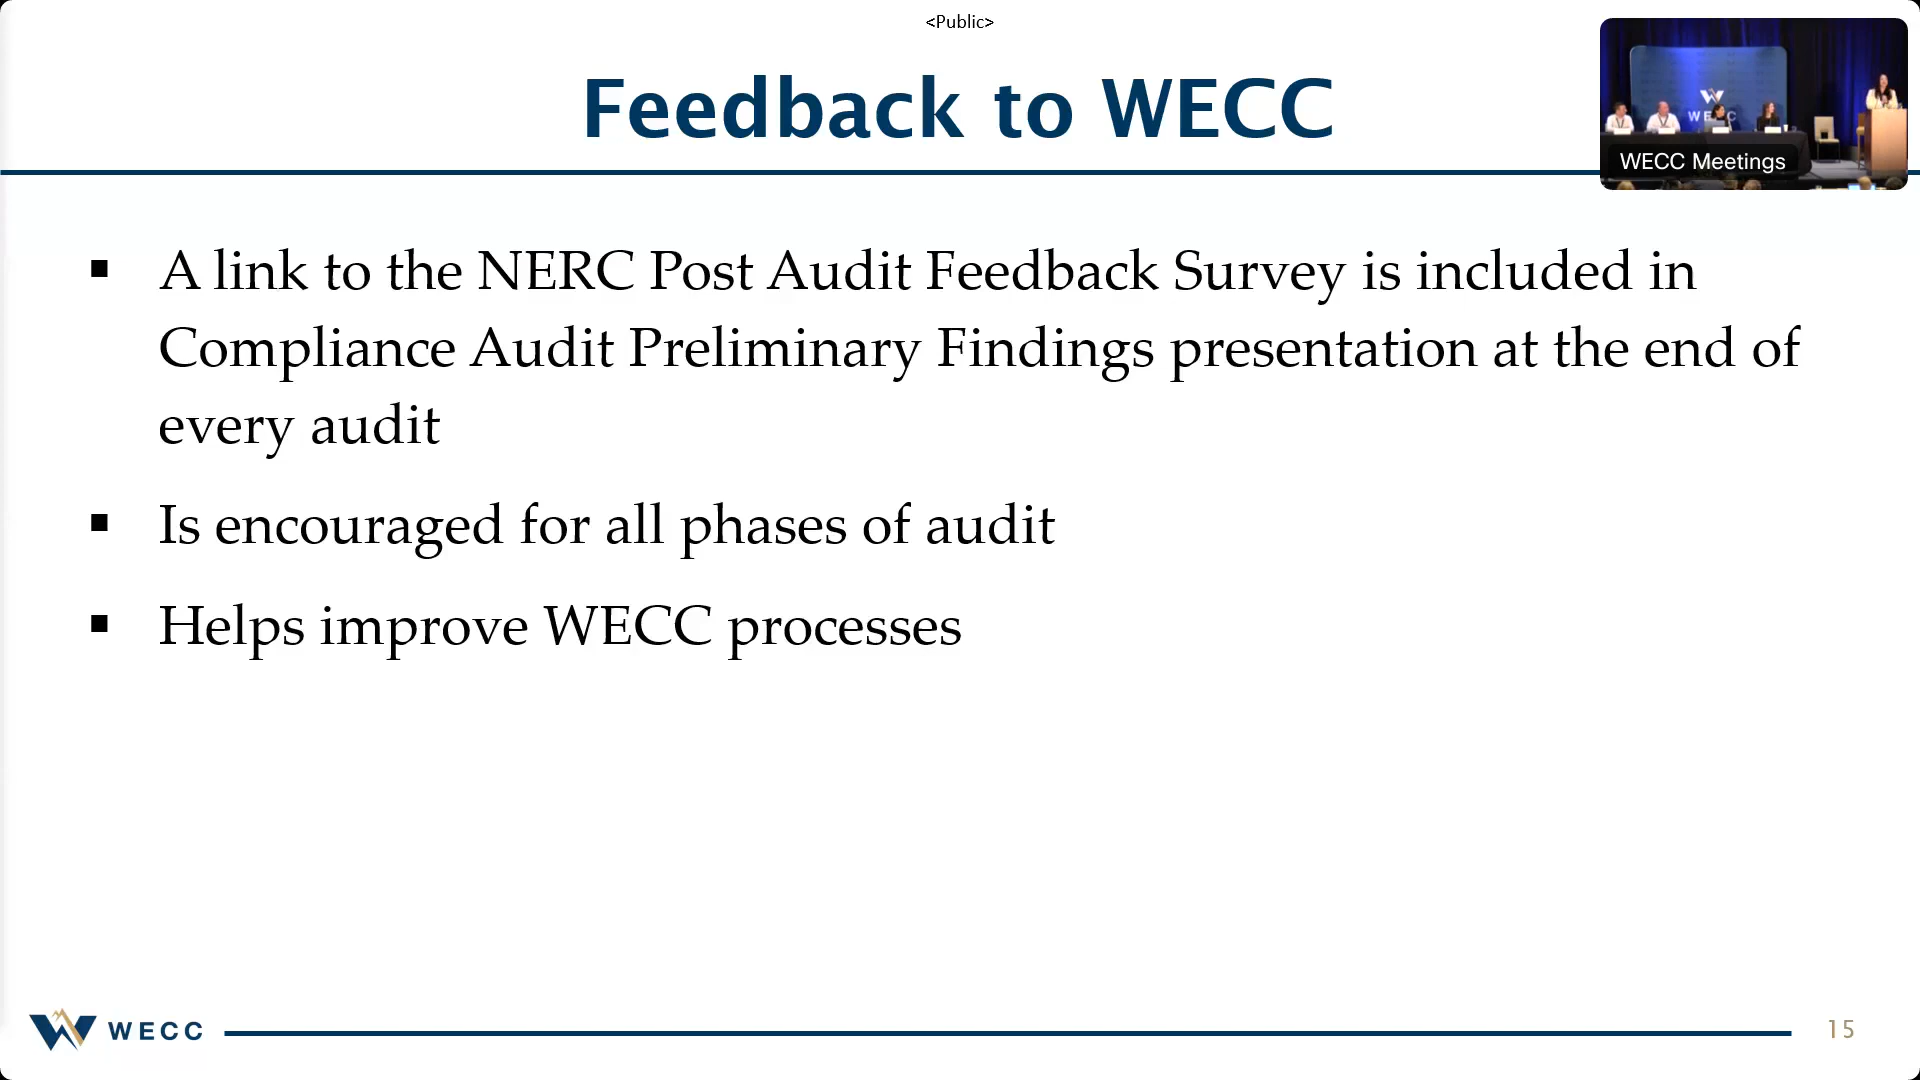 <Public>
Feedback to WECC
WECC
WECC Meetings
▪ A link to the NERC Post Audit Feedback Survey is included in
Compliance Audit Preliminary Findings presentation at the end of
every audit
▪ Is encouraged for all phases of audit
▪ Helps improve WECC processes
WECC
15